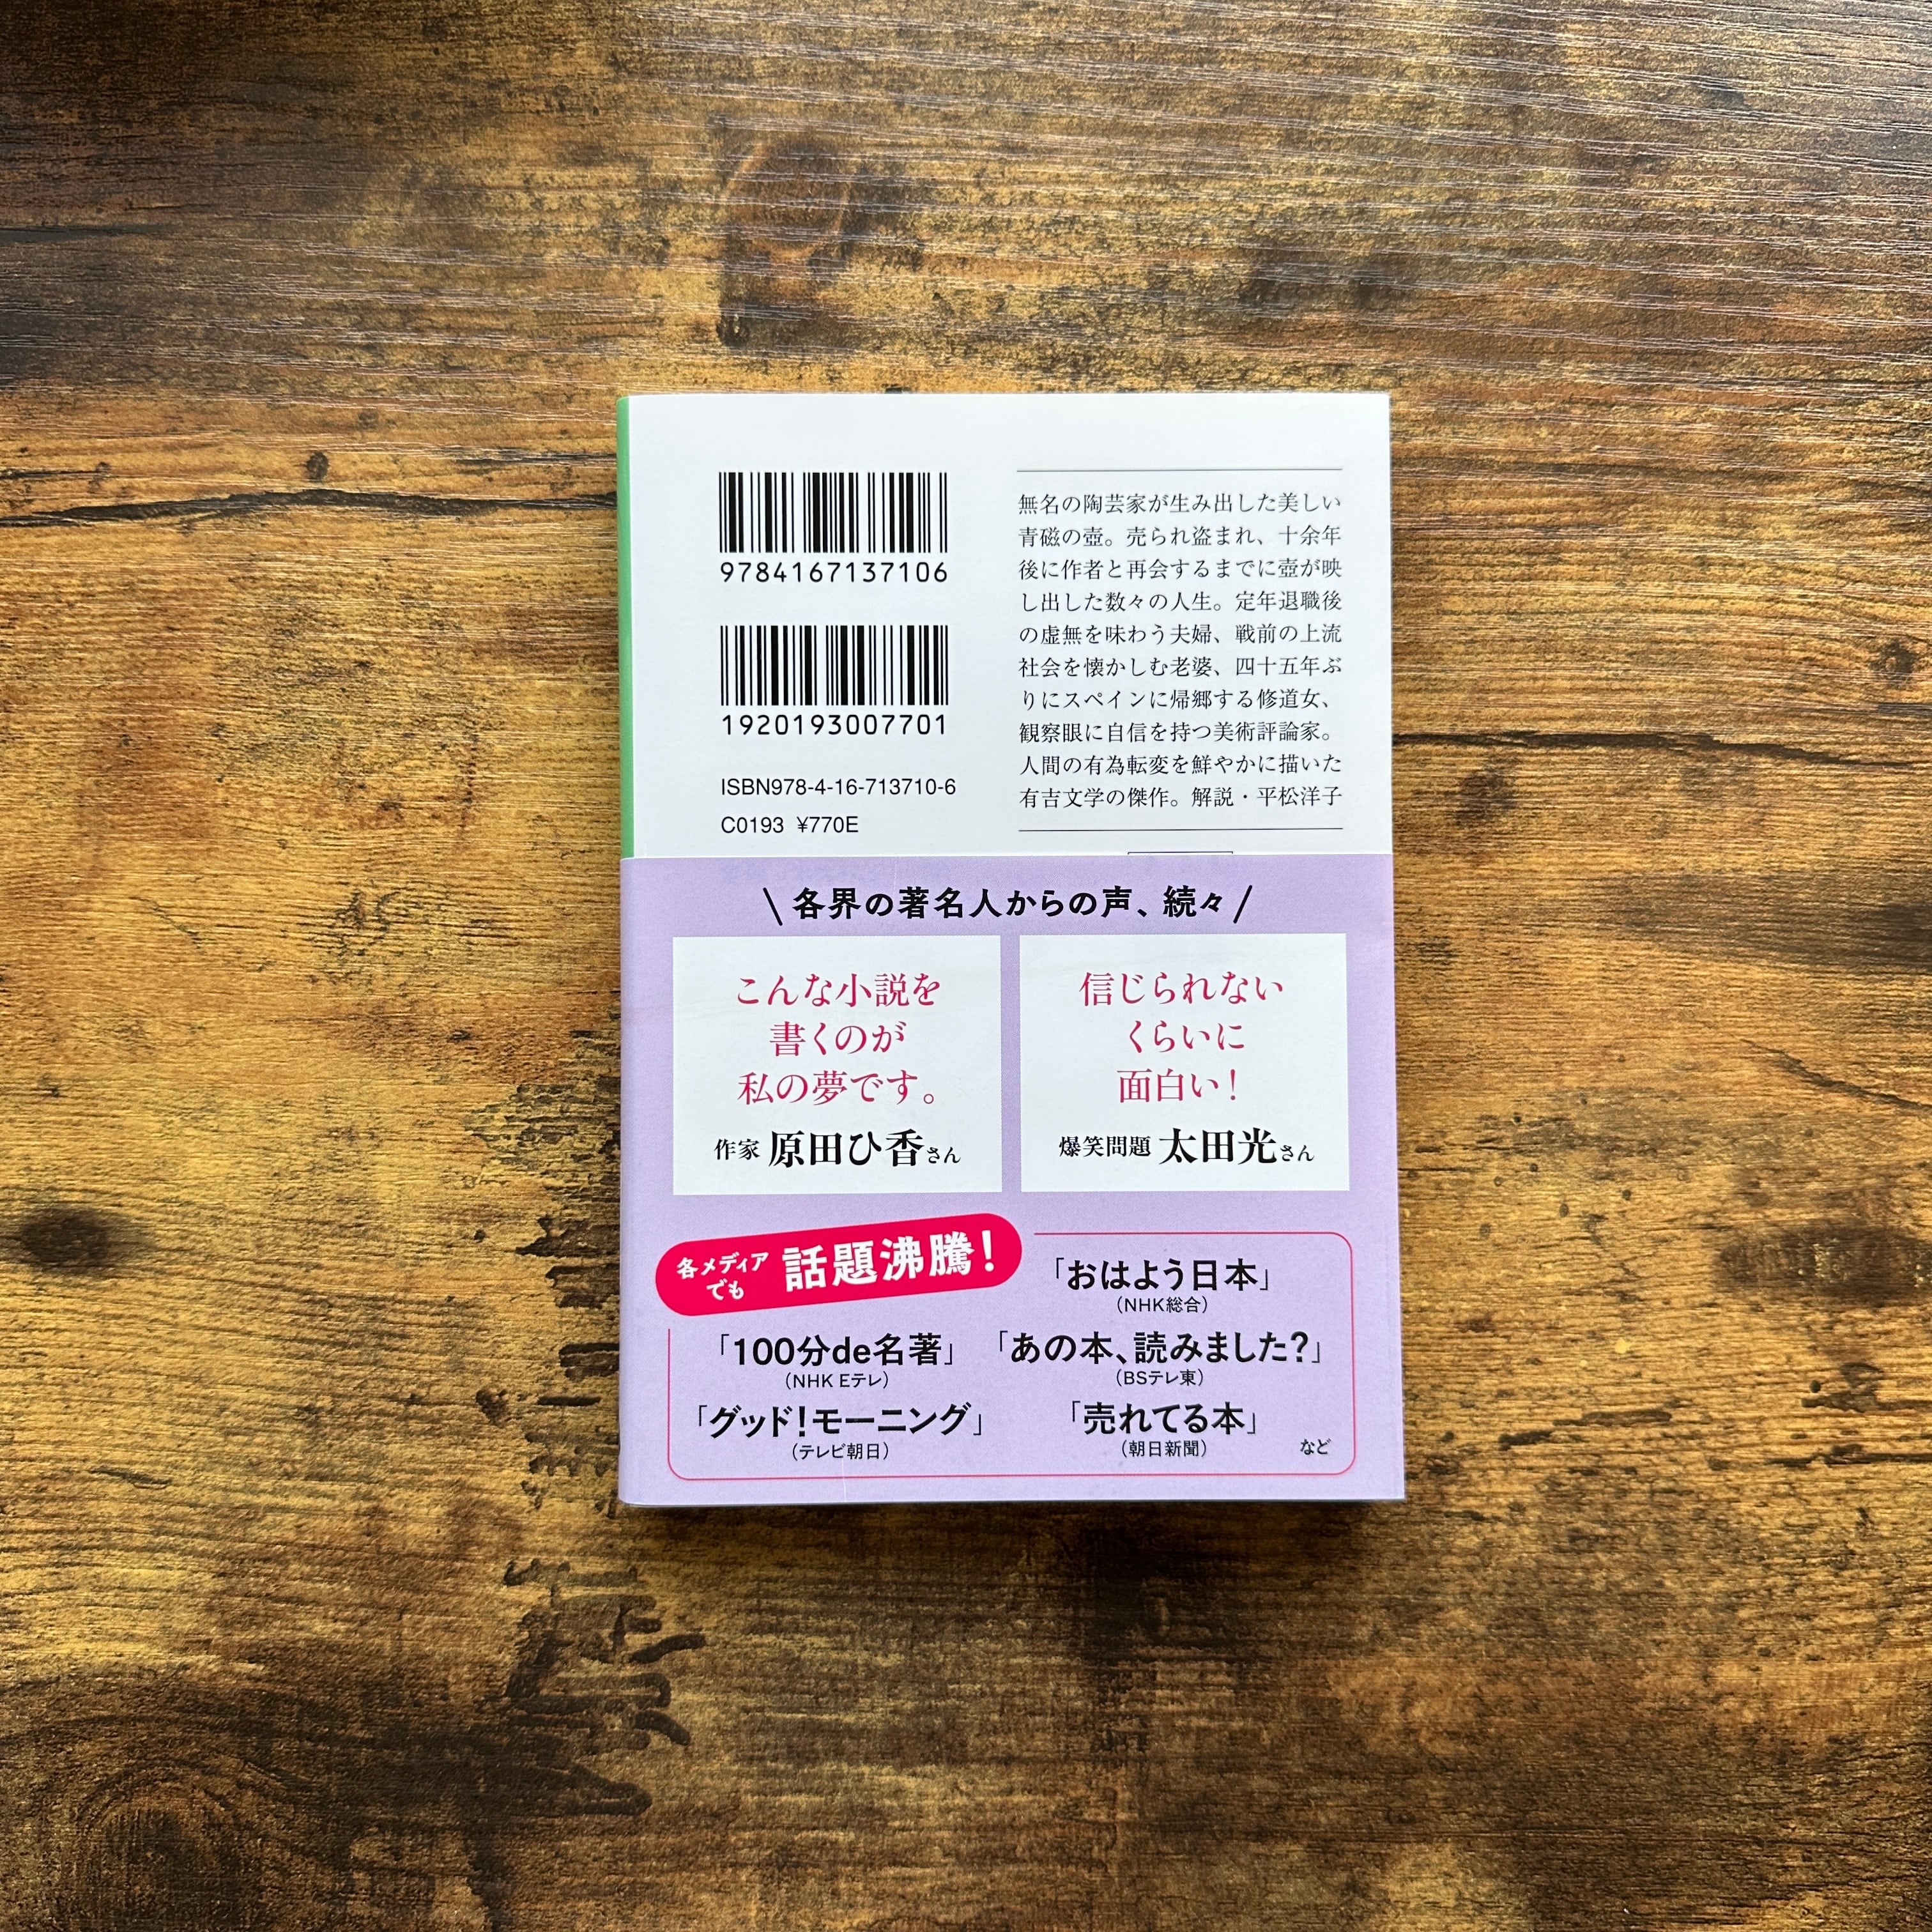 9784167137106
1920193007701
ISBN978-4-16-713710-6
C0193 ¥770E
無名の陶芸家が生み出した美しい
青磁の壺。売られ盗まれ、十余年
後に作者と再会するまでに壺が映
し出した数々の人生。定年退職後
の虚無を味わう夫婦、戦前の上流
社会を懐かしむ老婆、四十五年ぶ
りにスペインに帰郷する修道女、
観察眼に自信を持つ美術評論家。
人間の有為転変を鮮やかに描いた
有吉文学の傑作。解説・平松洋子
\ 各界の著名人からの声、続々 /
こんな小説を
書くのが
私の夢です。
作家 原田ひ香さん
信じられない
くらいに
面白い!
爆笑問題 太田光さん
各メディア
でも
話題沸騰!
「おはよう日本」
(NHK総合)
「100分de名著」
(NHK Eテレ)
「あの本、読みました?」
(BSテレ東)
「グッド!モーニング」
(テレビ朝日)
「売れてる本」
(朝日新聞)
など